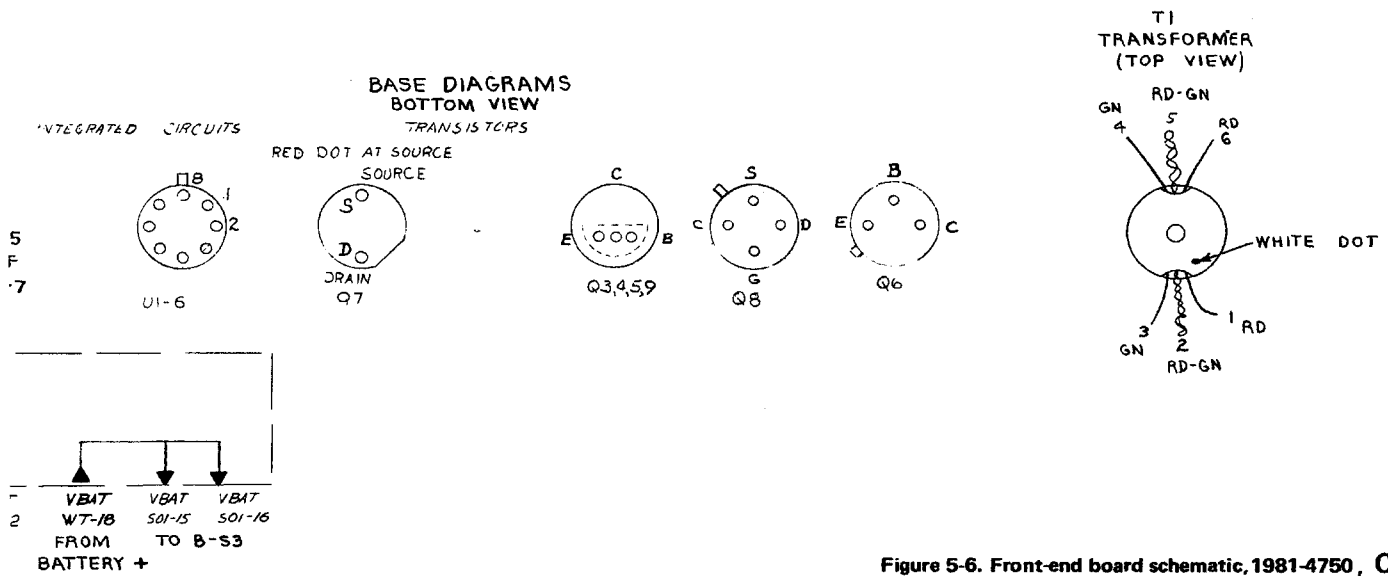 BASE DIAGRAMS
BOTTOM VIEW
INTEGRATED CIRCUITS
TRANSISTORS
RED DOT AT SOURCE
SOURCE
8
1
2
U1-6
S
D
DRAIN
Q7
C
E
B
Q3,4,5,9
S
C
D
G
Q8
B
E
C
Q6
T1
TRANSFORMER
(TOP VIEW)
RD-GN
GN
4
5
RD
6
WHITE DOT
3
GN
2
RD-GN
1 RD
5
F
7
2
VBAT
WT-18
FROM
BATTERY +
VBAT
SO1-15
VBAT
SO1-16
TO B-S3
Figure 5-6. Front-end board schematic, 1981-4750,